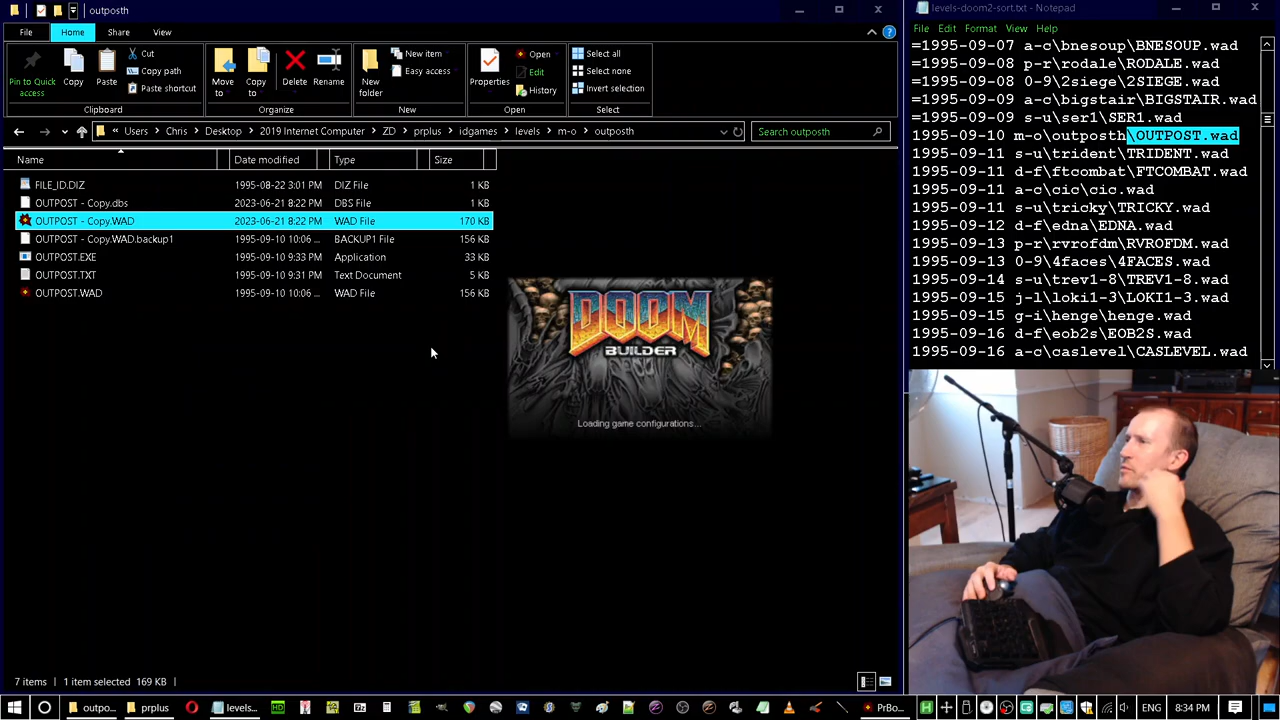 outposth
File
Home
Share
View
Pin to Quick access
Copy
Paste
Cut
Copy path
Paste shortcut
Clipboard
Move to
Copy to
Delete
Rename
Organize
New folder
New item
Easy access
New
Properties
Open
Edit
History
Open
Select all
Select none
Invert selection
Select
« Users > Chris > Desktop > 2019 Internet Computer > ZD > prplus > idgames > levels > m-o > outposth
Search outposth
Name Date modified Type Size
FILE_ID.DIZ 1995-08-22 3:01 PM DIZ File 1 KB
OUTPOST - Copy.dbs 2023-06-21 8:22 PM DBS File 1 KB
OUTPOST - Copy.WAD 2023-06-21 8:22 PM WAD File 170 KB
OUTPOST - Copy.WAD.backup1 1995-09-10 10:06 ... BACKUP1 File 156 KB
OUTPOST.EXE 1995-09-10 9:33 PM Application 33 KB
OUTPOST.TXT 1995-09-10 9:31 PM Text Document 5 KB
OUTPOST.WAD 1995-09-10 10:06 ... WAD File 156 KB
DOOM
BUILDER
Loading game configurations...
7 items 1 item selected 169 KB
levels-doom2-sort.txt - Notepad
File Edit Format View Help
=1995-09-07 a-c\bnesoup\BNESOUP.wad
=1995-09-08 p-r\rodale\RODALE.wad
=1995-09-08 0-9\2siege\2SIEGE.wad
=1995-09-09 a-c\bigstair\BIGSTAIR.wad
=1995-09-09 s-u\ser1\SER1.wad
1995-09-10 m-o\outposth\OUTPOST.wad
1995-09-11 s-u\trident\TRIDENT.wad
1995-09-11 d-f\ftcombat\FTCOMBAT.wad
1995-09-11 a-c\cic\cic.wad
1995-09-11 s-u\tricky\TRICKY.wad
1995-09-12 d-f\edna\EDNA.wad
1995-09-13 p-r\rvrofdm\RVROFDM.wad
1995-09-13 0-9\4faces\4FACES.wad
1995-09-14 s-u\trev1-8\TREV1-8.wad
1995-09-15 j-l\loki1-3\LOKI1-3.wad
1995-09-15 g-i\henge\henge.wad
1995-09-16 d-f\eob2s\EOB2S.wad
1995-09-16 a-c\caslevel\CASLEVEL.wad
outpo...
prplus
levels...
PrBo...
ENG
8:34 PM